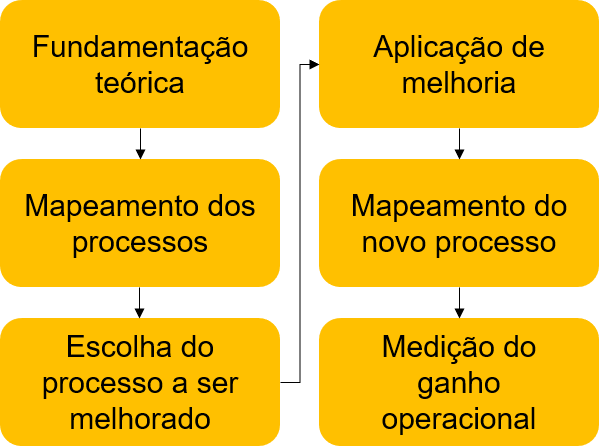 Fundamentação
teórica
Mapeamento dos
processos
Escolha do
processo a ser
melhorado
Aplicação de
melhoria
Mapeamento do
novo processo
Medição do
ganho
operacional